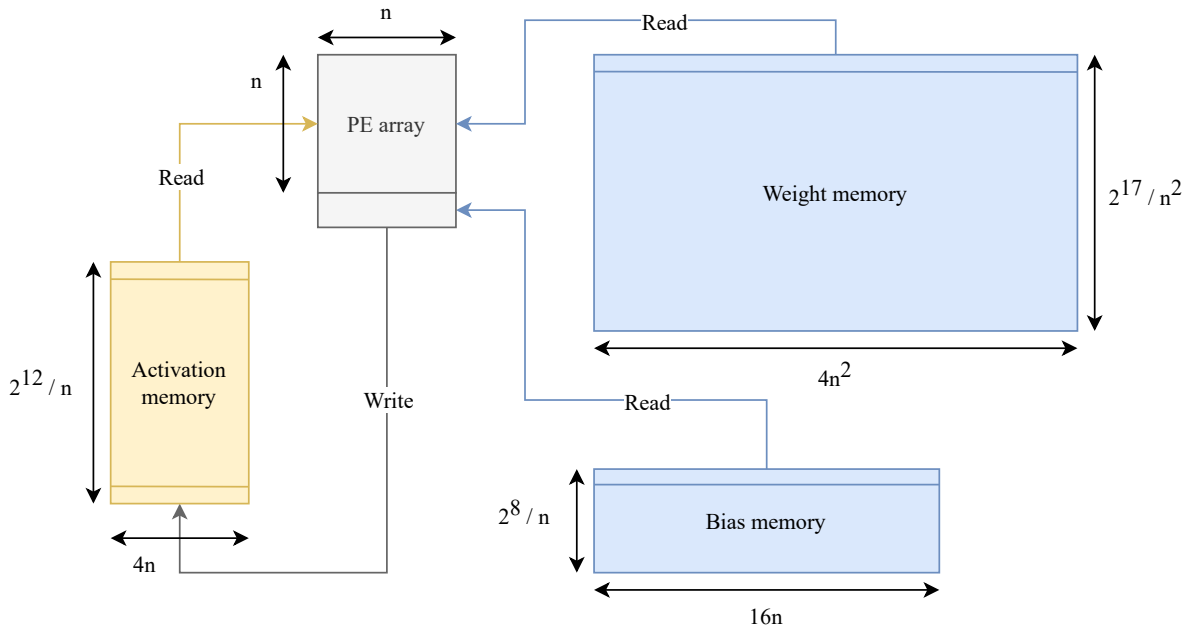 n
Read
n
PE array
Read
Weight memory
2^17 / n^2
Activation
memory
2^12 / n
4n^2
Write
Read
2^8 / n
Bias memory
4n
16n